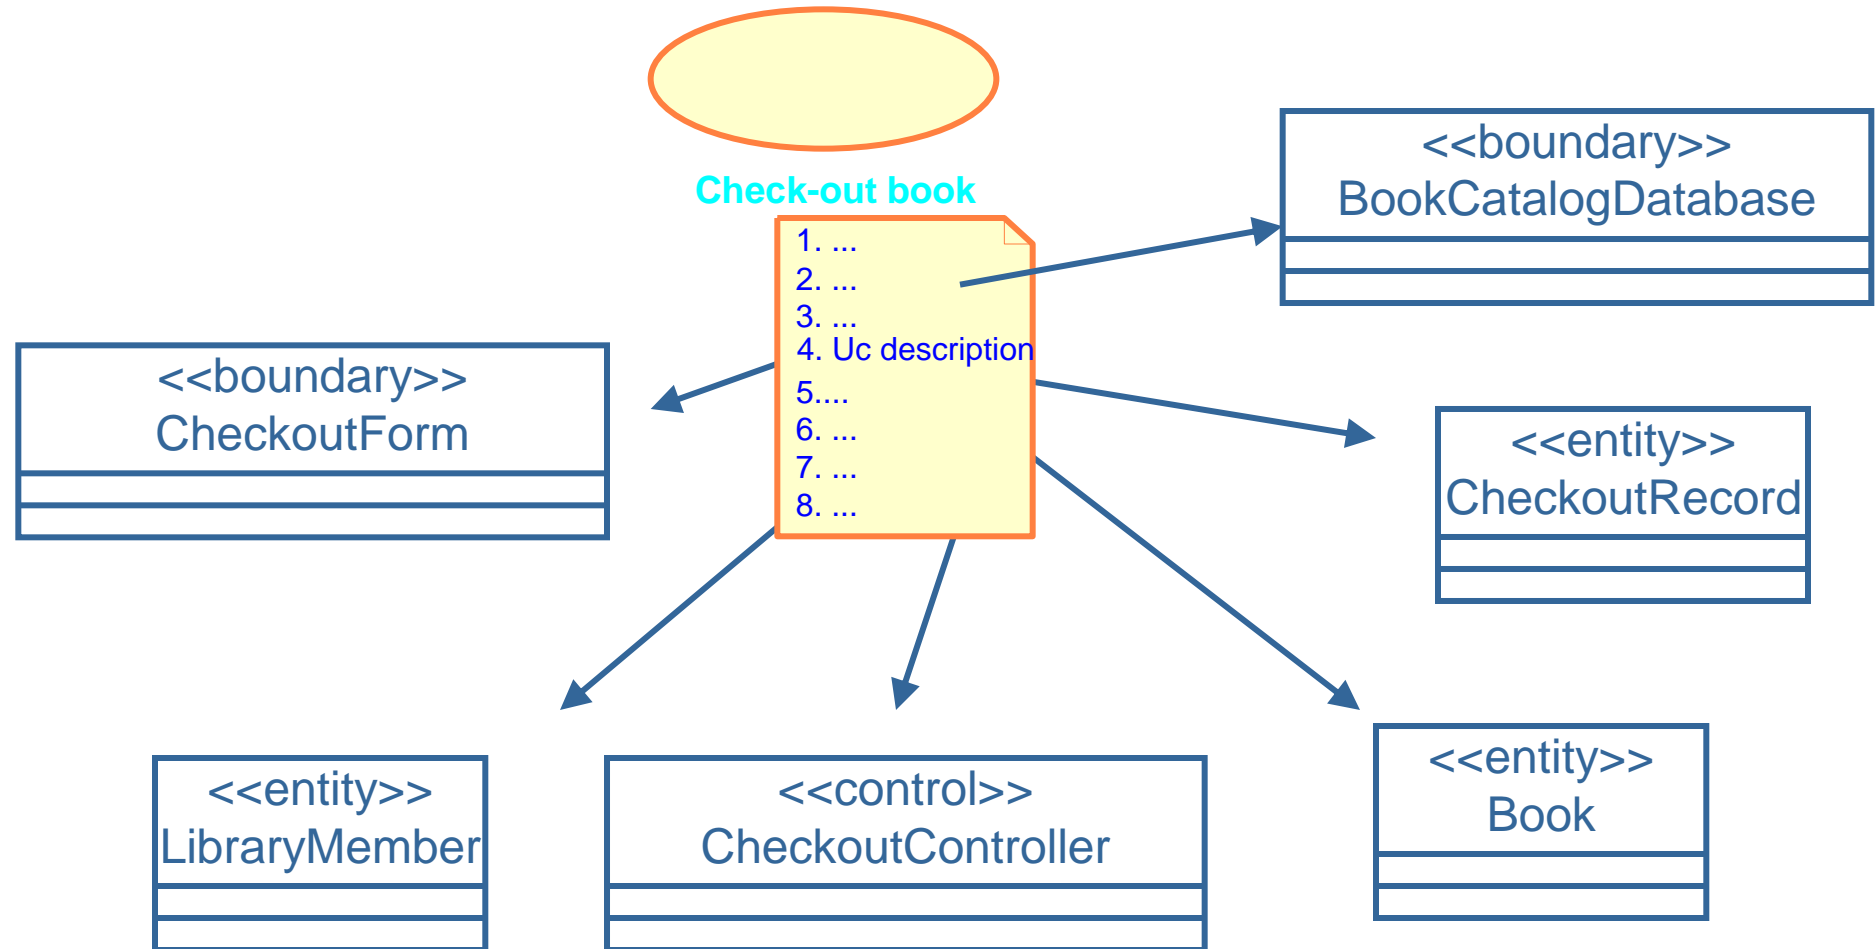 Check-out book
<<boundary>>
BookCatalogDatabase
1. ...
2. ...
3. ...
4. Uc description
5....
6. ...
7. ...
8. ...
<<boundary>>
CheckoutForm
<<entity>>
CheckoutRecord
<<entity>>
LibraryMember
<<control>>
CheckoutController
<<entity>>
Book